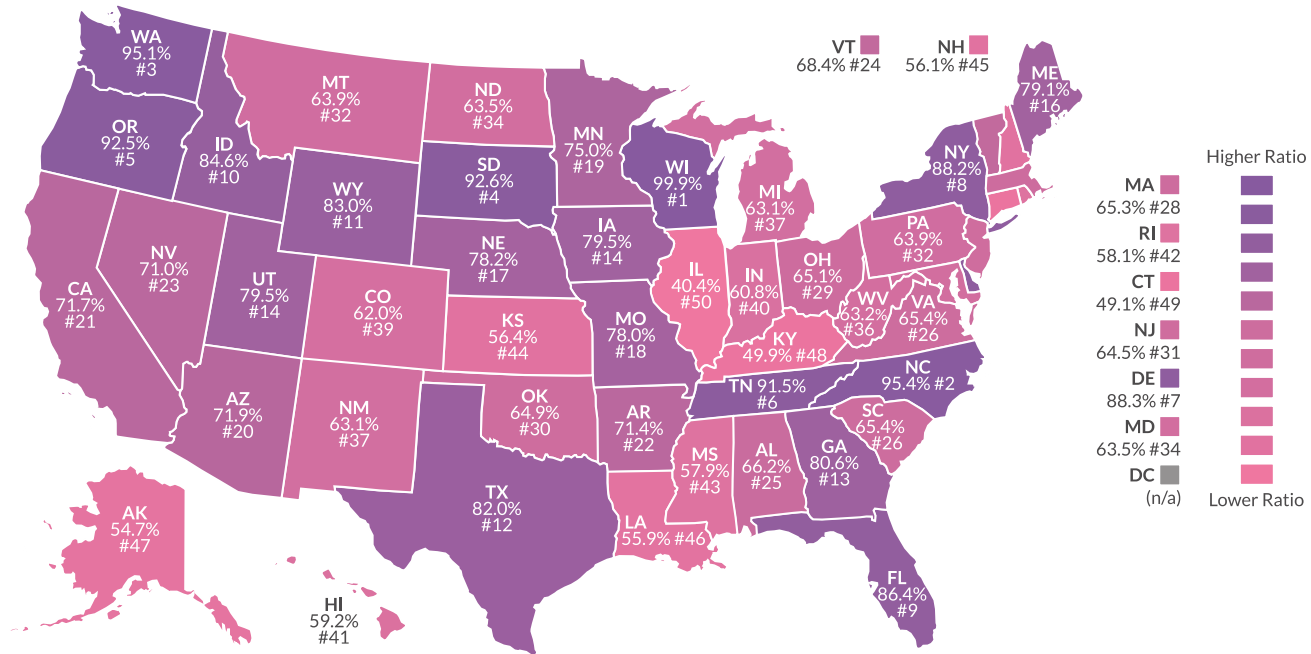 WA
95.1%
#3
OR
92.5%
#5
ID
84.6%
#10
MT
63.9%
#32
ND
63.5%
#34
MN
75.0%
#19
SD
92.6%
#4
WY
83.0%
#11
WI
99.9%
#1
MI
63.1%
#37
NY
88.2%
#8
ME
79.1%
#16
VT
68.4% #24
NH
56.1% #45
CA
71.7%
#21
NV
71.0%
#23
UT
79.5%
#14
CO
62.0%
#39
NE
78.2%
#17
IA
79.5%
#14
IL
40.4%
#50
IN
60.8%
#40
OH
65.1%
#29
PA
63.9%
#32
WV
63.2%
#36
VA
65.4%
#26
KS
56.4%
#44
MO
78.0%
#18
KY
49.9% #48
TN 91.5%
#6
NC
95.4% #2
SC
65.4%
#26
AZ
71.9%
#20
NM
63.1%
#37
OK
64.9%
#30
AR
71.4%
#22
MS
57.9%
#43
AL
66.2%
#25
GA
80.6%
#13
TX
82.0%
#12
LA
55.9% #46
FL
86.4%
#9
AK
54.7%
#47
HI
59.2%
#41
MA
65.3% #28
RI
58.1% #42
CT
49.1% #49
NJ
64.5% #31
DE
88.3% #7
MD
63.5% #34
DC
(n/a)
Higher Ratio
Lower Ratio